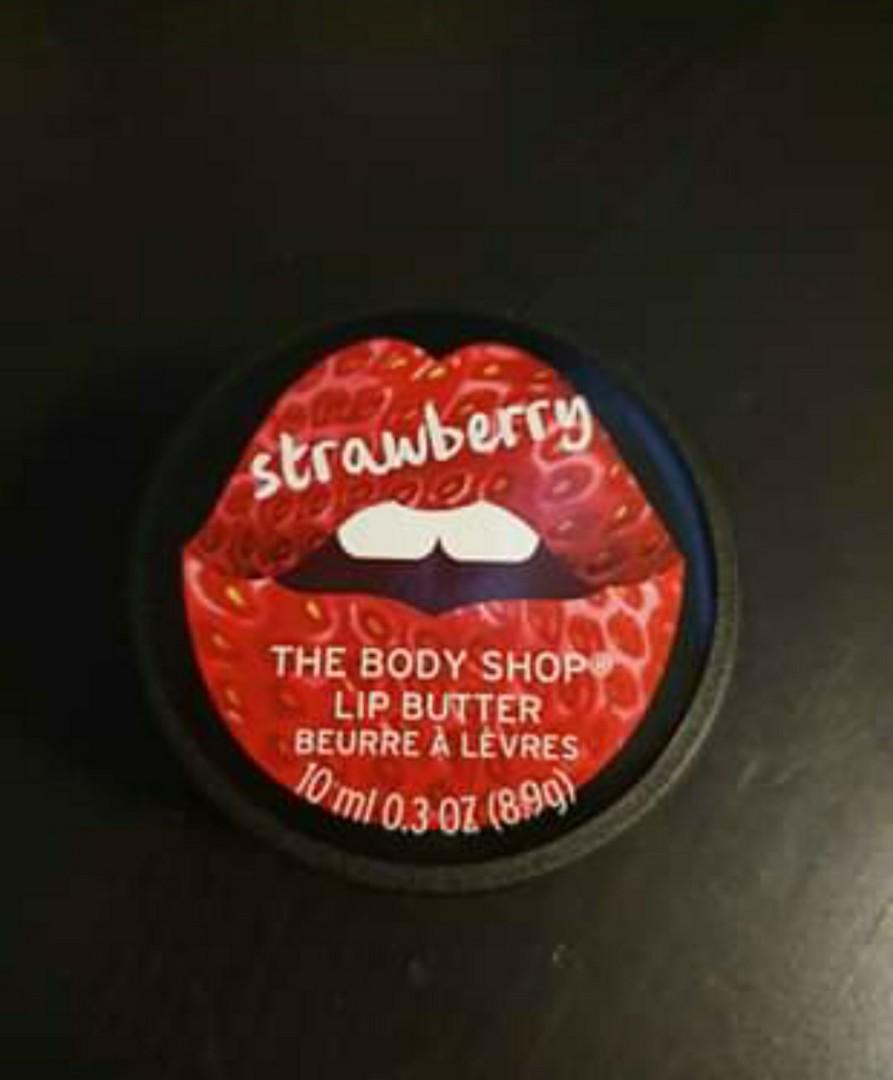 strawberry
THE BODY SHOP®
LIP BUTTER
BEURRE À LÈVRES
10 ml 0.3 OZ (8.9g)